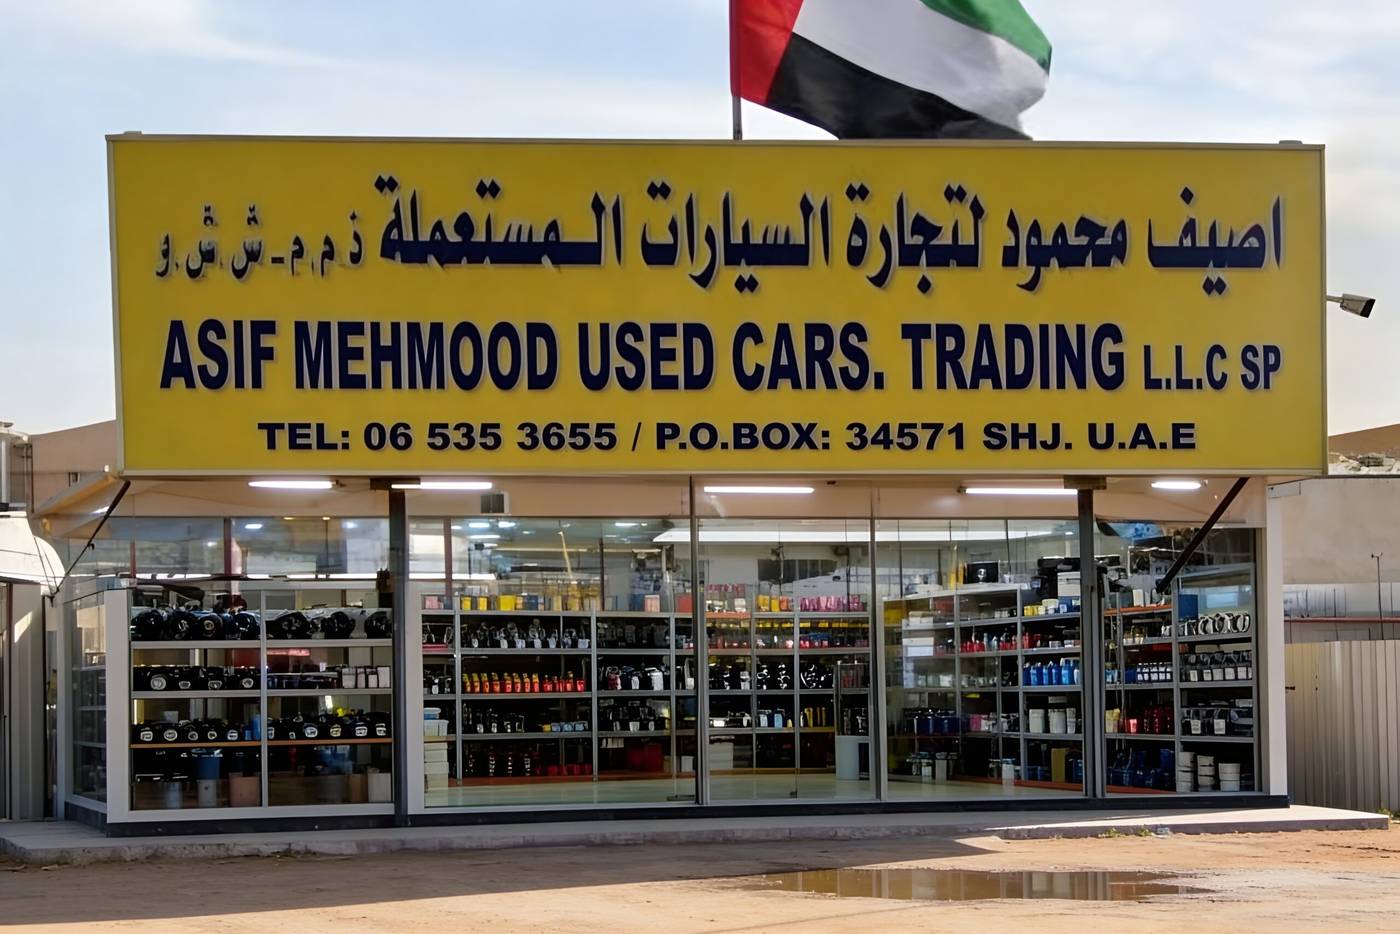 اصيف محمود لتجارة السيارات المستعملة ذ.م.م - ش.ش.و
ASIF MEHMOOD USED CARS. TRADING L.L.C SP
TEL: 06 535 3655 / P.O.BOX: 34571 SHJ. U.A.E